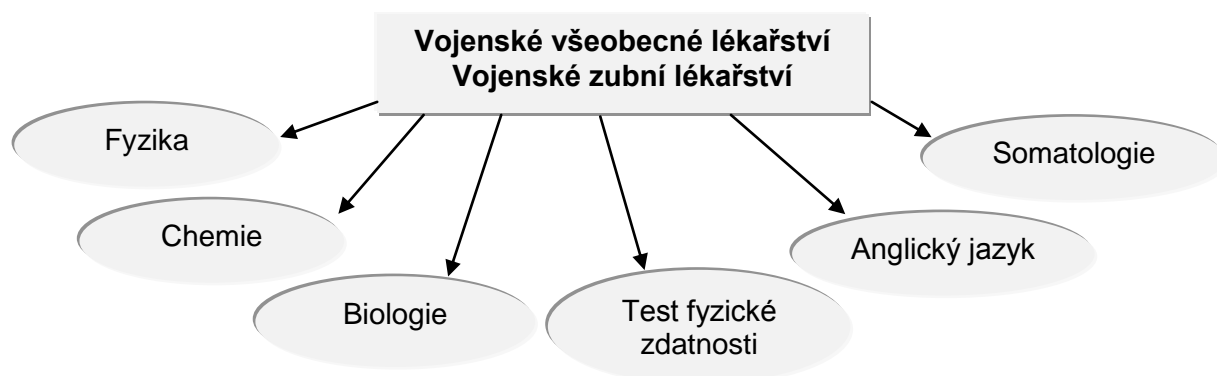 Vojenské všeobecné lékařství
Vojenské zubní lékařství
Fyzika
Somatologie
Chemie
Anglický jazyk
Biologie
Test fyzické
zdatnosti